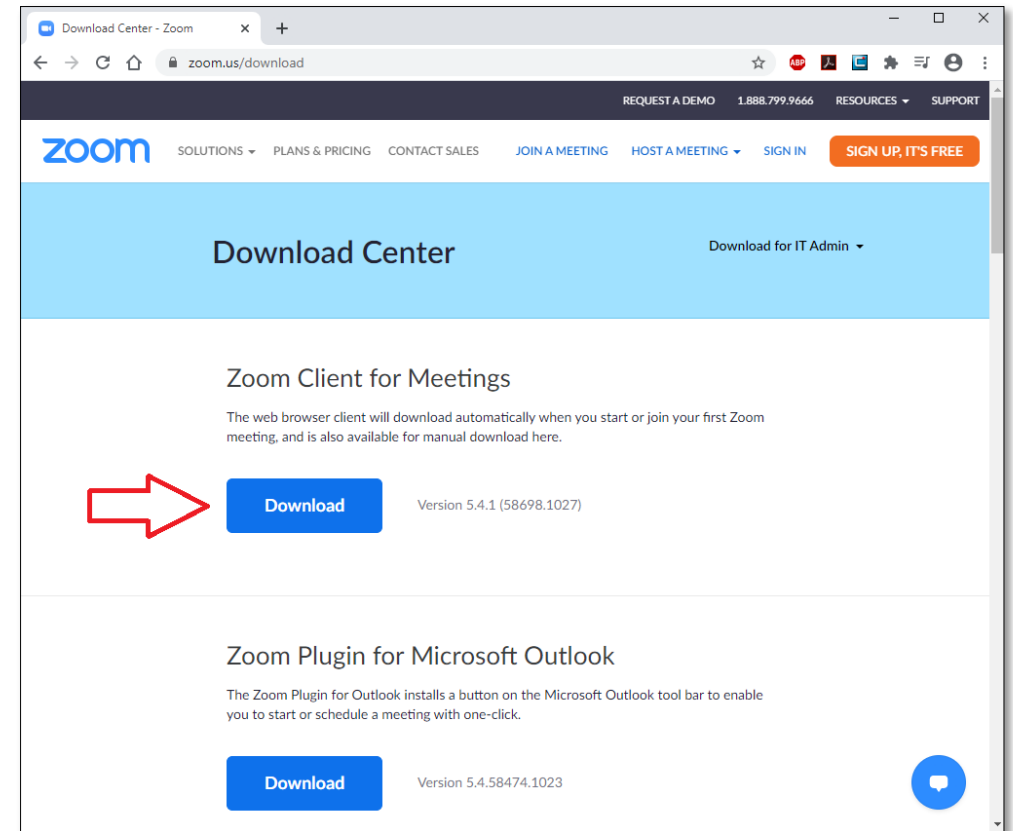 Download Center - Zoom
zoom.us/download
ABP
REQUEST A DEMO 1.888.799.9666 RESOURCES SUPPORT
zoom SOLUTIONS PLANS & PRICING CONTACT SALES JOIN A MEETING HOST A MEETING SIGN IN SIGN UP, IT'S FREE
Download Center Download for IT Admin
Zoom Client for Meetings
The web browser client will download automatically when you start or join your first Zoom
meeting, and is also available for manual download here.
Download Version 5.4.1 (58698.1027)
Zoom Plugin for Microsoft Outlook
The Zoom Plugin for Outlook installs a button on the Microsoft Outlook tool bar to enable
you to start or schedule a meeting with one-click.
Download Version 5.4.58474.1023